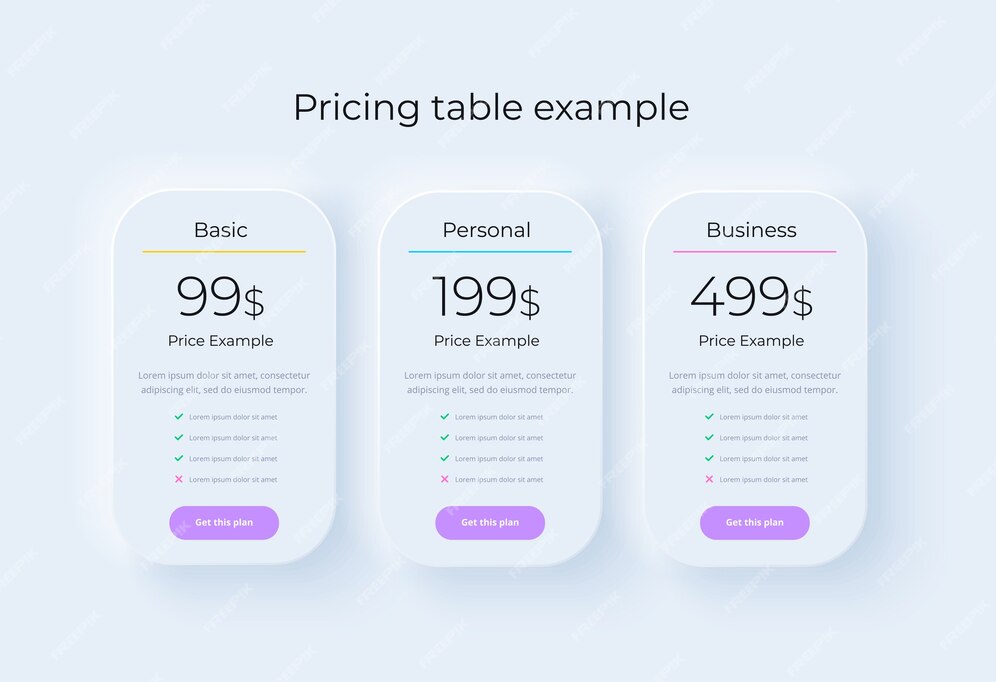 Pricing table example
Basic
99$
Price Example
Lorem ipsum dolor sit amet, consectetur
adipiscing elit, sed do eiusmod tempor.
Lorem ipsum dolor sit amet
Lorem ipsum dolor sit amet
Lorem ipsum dolor sit amet
Lorem ipsum dolor sit amet
Get this plan
Personal
199$
Price Example
Lorem ipsum dolor sit amet, consectetur
adipiscing elit, sed do eiusmod tempor.
Lorem ipsum dolor sit amet
Lorem ipsum dolor sit amet
Lorem ipsum dolor sit amet
Lorem ipsum dolor sit amet
Get this plan
Business
499$
Price Example
Lorem ipsum dolor sit amet, consectetur
adipiscing elit, sed do eiusmod tempor.
Lorem ipsum dolor sit amet
Lorem ipsum dolor sit amet
Lorem ipsum dolor sit amet
Lorem ipsum dolor sit amet
Get this plan
FREEPIK